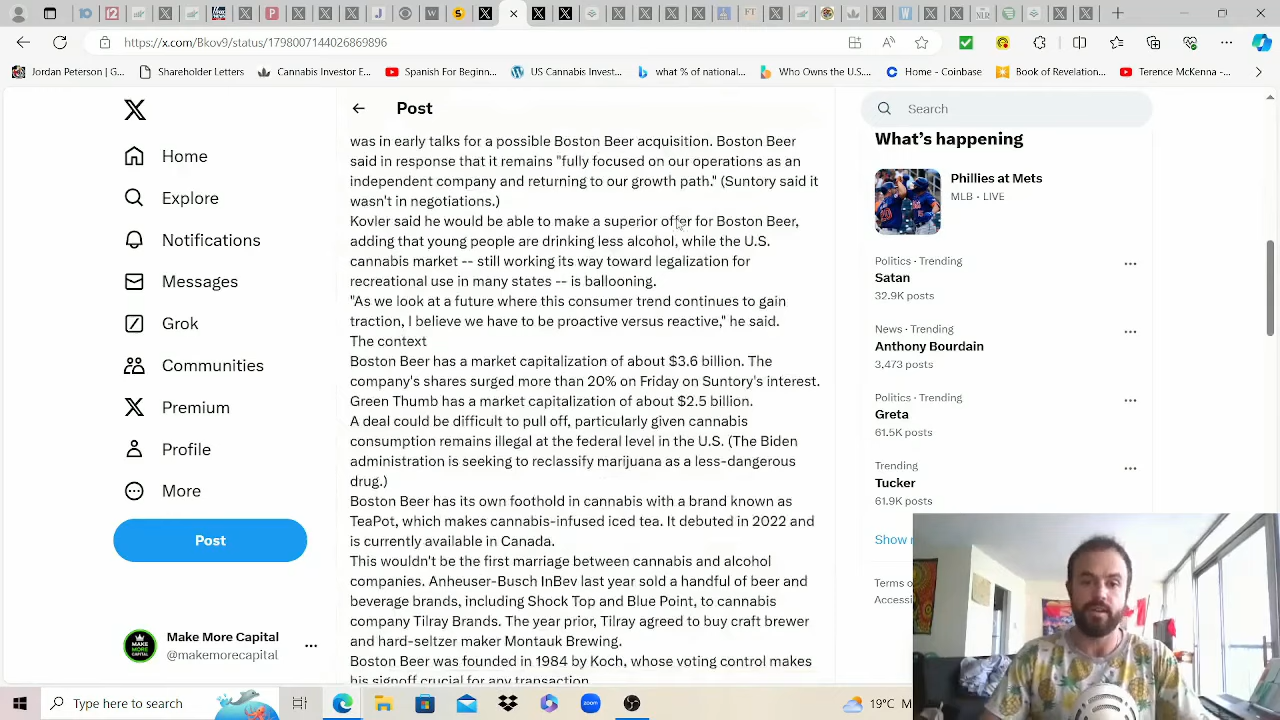 https://x.com/Bkov9/status/1798007144026869896
Jordan Peterson | G...
Shareholder Letters
Cannabis Investor E...
Spanish For Beginn...
US Cannabis Invest...
what % of national...
Who Owns the U.S...
Home - Coinbase
Book of Revelation...
Terence McKenna -...
Home
Explore
Notifications
Messages
Grok
Communities
Premium
Profile
More
Post
Make More Capital
@makemorecapital
Post
was in early talks for a possible Boston Beer acquisition. Boston Beer
said in response that it remains "fully focused on our operations as an
independent company and returning to our growth path." (Suntory said it
wasn't in negotiations.)
Kovler said he would be able to make a superior offer for Boston Beer,
adding that young people are drinking less alcohol, while the U.S.
cannabis market -- still working its way toward legalization for
recreational use in many states -- is ballooning.
"As we look at a future where this consumer trend continues to gain
traction, I believe we have to be proactive versus reactive," he said.
The context
Boston Beer has a market capitalization of about $3.6 billion. The
company's shares surged more than 20% on Friday on Suntory's interest.
Green Thumb has a market capitalization of about $2.5 billion.
A deal could be difficult to pull off, particularly given cannabis
consumption remains illegal at the federal level in the U.S. (The Biden
administration is seeking to reclassify marijuana as a less-dangerous
drug.)
Boston Beer has its own foothold in cannabis with a brand known as
TeaPot, which makes cannabis-infused iced tea. It debuted in 2022 and
is currently available in Canada.
This wouldn't be the first marriage between cannabis and alcohol
companies. Anheuser-Busch InBev last year sold a handful of beer and
beverage brands, including Shock Top and Blue Point, to cannabis
company Tilray Brands. The year prior, Tilray agreed to buy craft brewer
and hard-seltzer maker Montauk Brewing.
Boston Beer was founded in 1984 by Koch, whose voting control makes
his signoff crucial for any transaction.
Search
What's happening
Phillies at Mets
MLB · LIVE
Politics · Trending
Satan
32.9K posts
News · Trending
Anthony Bourdain
3,473 posts
Politics · Trending
Greta
61.5K posts
Trending
Tucker
61.9K posts
Show
Terms o
Accessi
Type here to search
zoom
19°C M